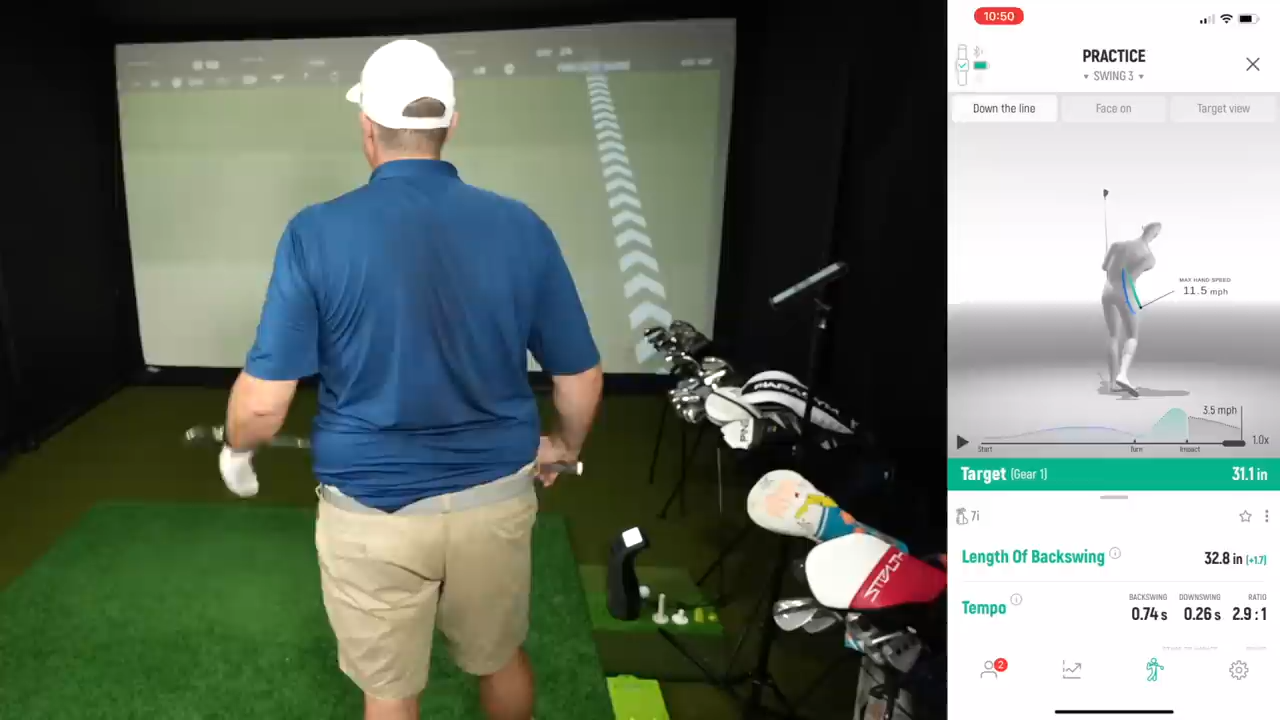 10:50
PRACTICE
SWING 3
Down the line
Face on
Target view
MAX HAND SPEED
11.5 mph
3.5 mph
1.0x
Start
Turn
Impact
Target (Gear 1)
31.1 in
7i
Length Of Backswing
32.8 in (+1.7)
BACKSWING
DOWNSWING
RATIO
Tempo
0.74 s
0.26 s
2.9 : 1
2
PARADYM
PING
STEALTH